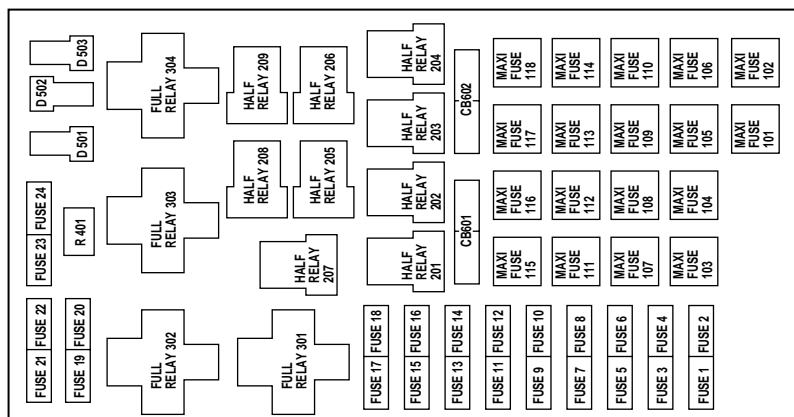 D 503
D 502
D 501
FULL
RELAY 304
HALF
RELAY 209
HALF
RELAY 206
HALF
RELAY
204
CB602
MAXI
FUSE
118
MAXI
FUSE
114
MAXI
FUSE
110
MAXI
FUSE
106
MAXI
FUSE
102
HALF
RELAY
203
MAXI
FUSE
117
MAXI
FUSE
113
MAXI
FUSE
109
MAXI
FUSE
105
MAXI
FUSE
101
FUSE 24
FUSE 23
R 401
FULL
RELAY 303
HALF
RELAY 208
HALF
RELAY 205
HALF
RELAY
202
CB601
MAXI
FUSE
116
MAXI
FUSE
112
MAXI
FUSE
108
MAXI
FUSE
104
HALF
RELAY
207
HALF
RELAY
201
MAXI
FUSE
115
MAXI
FUSE
111
MAXI
FUSE
107
MAXI
FUSE
103
FUSE 22
FUSE 21
FUSE 20
FUSE 19
FULL
RELAY 302
FULL
RELAY 301
FUSE 18
FUSE 17
FUSE 16
FUSE 15
FUSE 14
FUSE 13
FUSE 12
FUSE 11
FUSE 10
FUSE 9
FUSE 8
FUSE 7
FUSE 6
FUSE 5
FUSE 4
FUSE 3
FUSE 2
FUSE 1